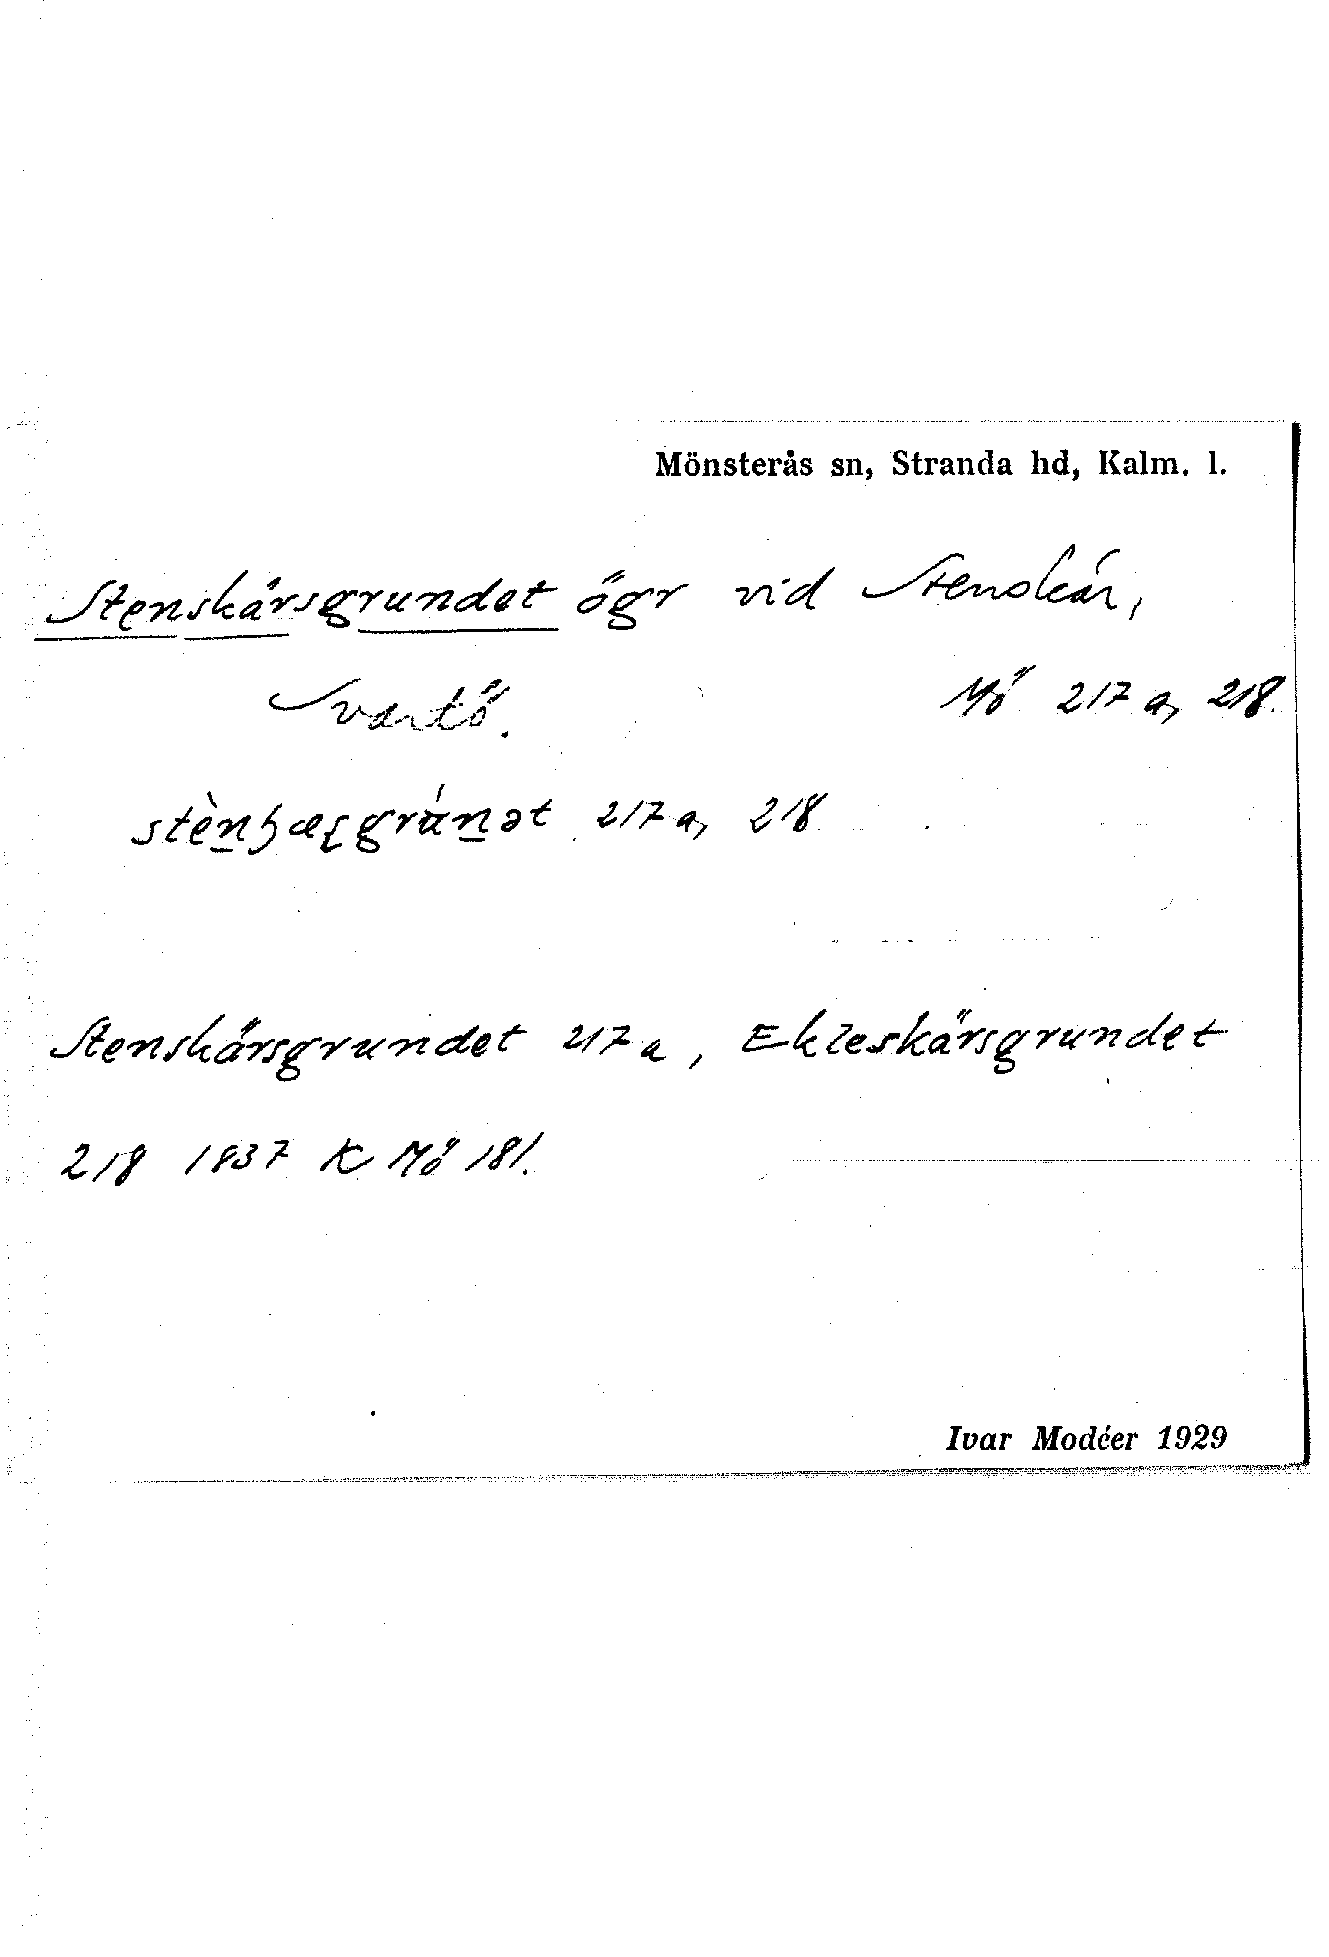 Mönsterås sn, Stranda hd, Kalm. l.
Stenskärsgrundet ögr vid Stenskär,
Svartö. Mö 217 a, 218.
stènꜧæʂgrùnət 217 a, 218
Stenskärsgrundet 217 a, Ekleskärsgrundet
218 1837 K Mö 181.
Ivar Modéer 1929